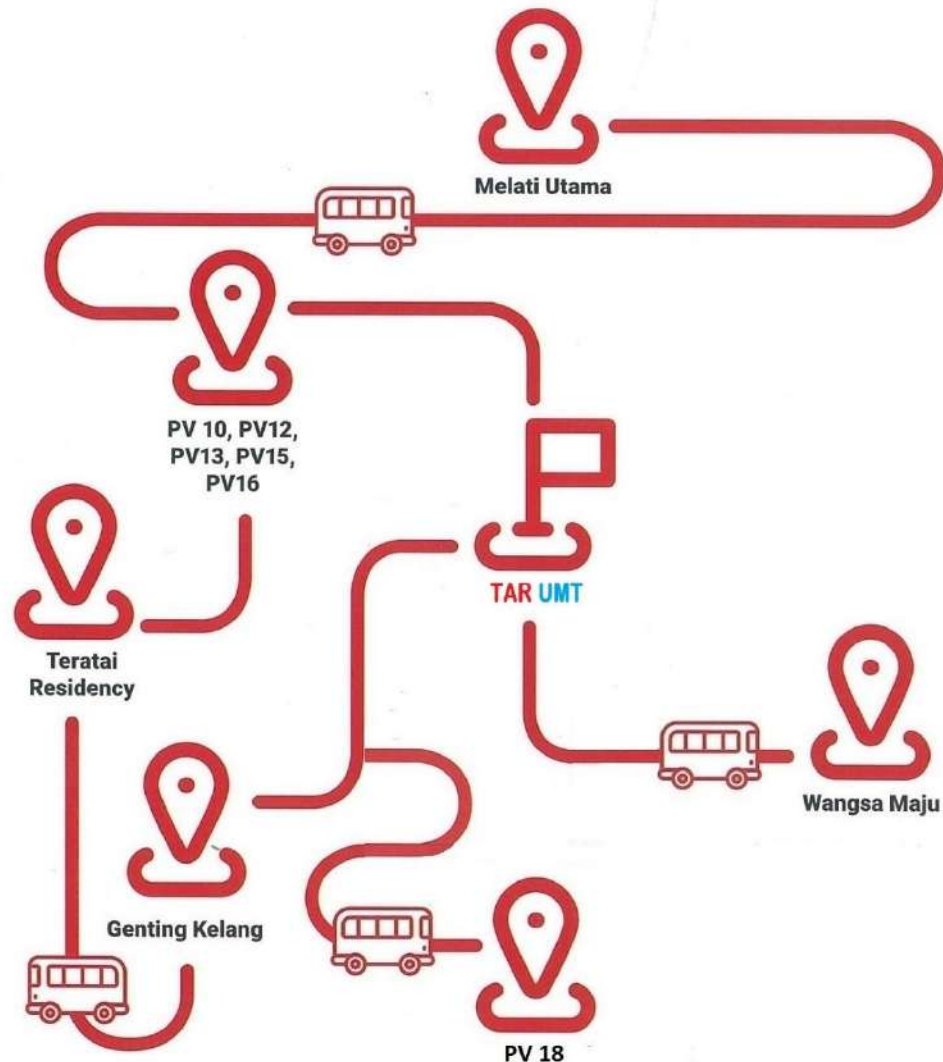 Melati Utama
PV 10, PV12,
PV13, PV15,
PV16
TAR UMT
Teratai
Residency
Wangsa Maju
Genting Kelang
PV 18